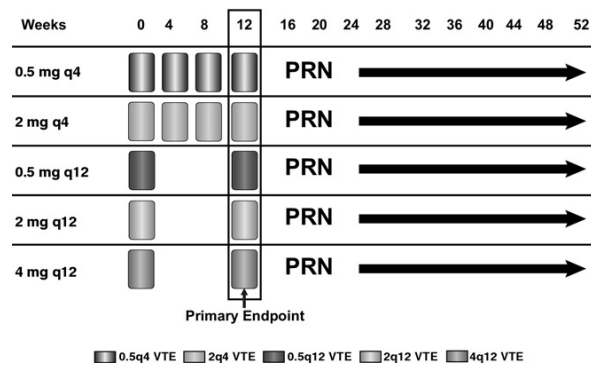 Weeks 0 4 8 12 16 20 24 28 32 36 40 44 48 52
0.5 mg q4 PRN
2 mg q4 PRN
0.5 mg q12 PRN
2 mg q12 PRN
4 mg q12 PRN
Primary Endpoint
0.5q4 VTE 2q4 VTE 0.5q12 VTE 2q12 VTE 4q12 VTE